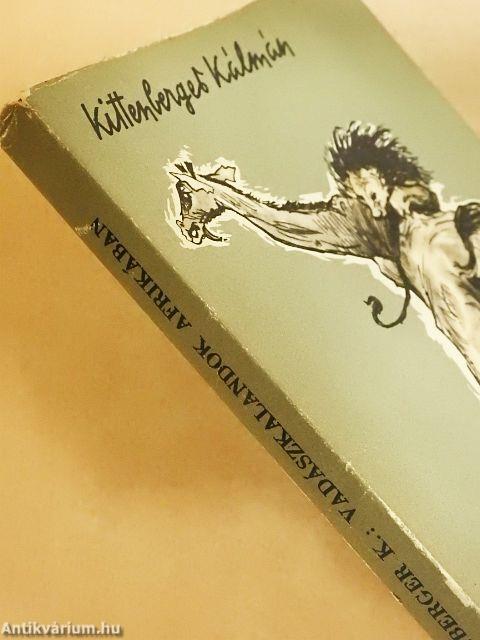 Kittenberger Kálmán
BERGER K.: VADÁSZKALANDOK AFRIKÁBAN
Antikvárium.hu